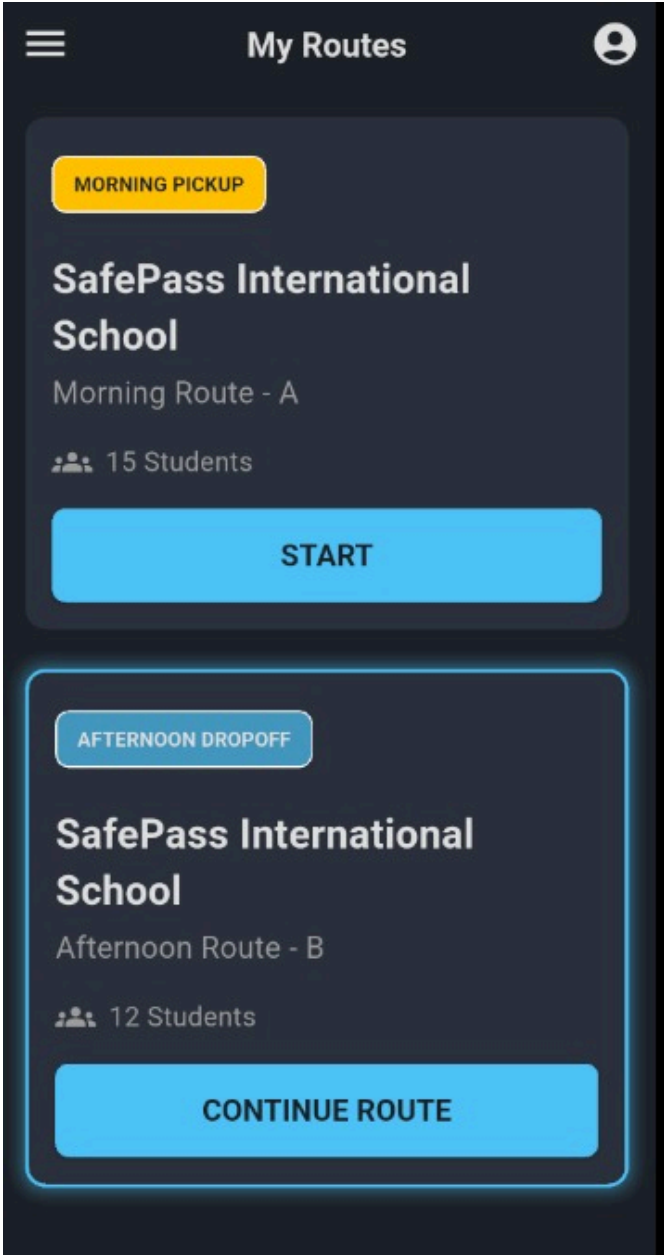 My Routes
MORNING PICKUP
SafePass International
School
Morning Route - A
15 Students
START
AFTERNOON DROPOFF
SafePass International
School
Afternoon Route - B
12 Students
CONTINUE ROUTE